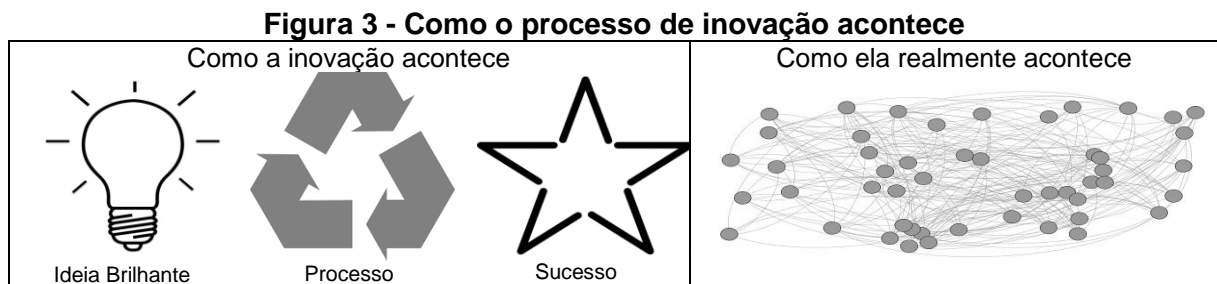 Figura 3 - Como o processo de inovação acontece
Como a inovação acontece
Ideia Brilhante
Processo
Sucesso
Como ela realmente acontece